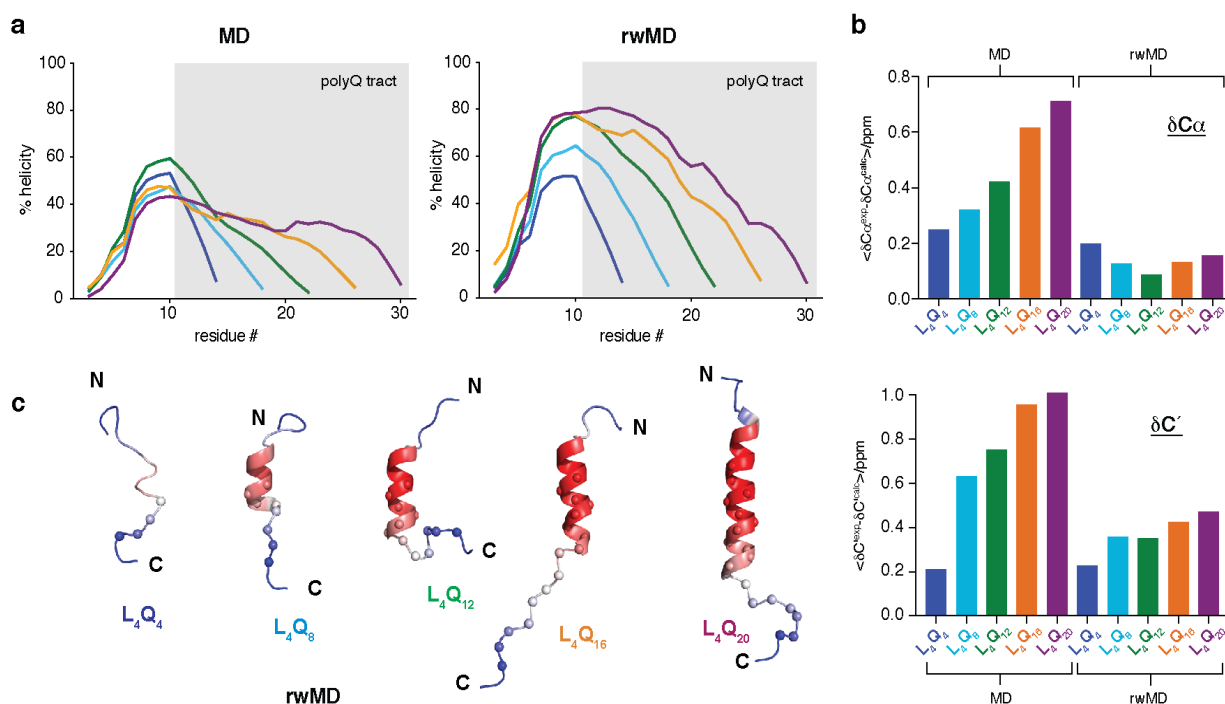 a
MD
rwMD
% helicity
100
80
60
40
20
0
polyQ tract
10
20
30
residue #
% helicity
100
80
60
40
20
0
polyQ tract
10
20
30
residue #
b
MD
rwMD
<δCα^exp-δCα^calc>/ppm
0.8
0.6
0.4
0.2
0.0
δCα
L₄Q₄
L₄Q₈
L₄Q₁₂
L₄Q₁₆
L₄Q₂₀
L₄Q₄
L₄Q₈
L₄Q₁₂
L₄Q₁₆
L₄Q₂₀
<δC'^exp-δC'^calc>/ppm
1.0
0.8
0.6
0.4
0.2
0.0
δC´
L₄Q₄
L₄Q₈
L₄Q₁₂
L₄Q₁₆
L₄Q₂₀
L₄Q₄
L₄Q₈
L₄Q₁₂
L₄Q₁₆
L₄Q₂₀
MD
rwMD
c
N
C
L₄Q₄
N
C
L₄Q₈
N
C
L₄Q₁₂
N
C
L₄Q₁₆
N
C
L₄Q₂₀
rwMD